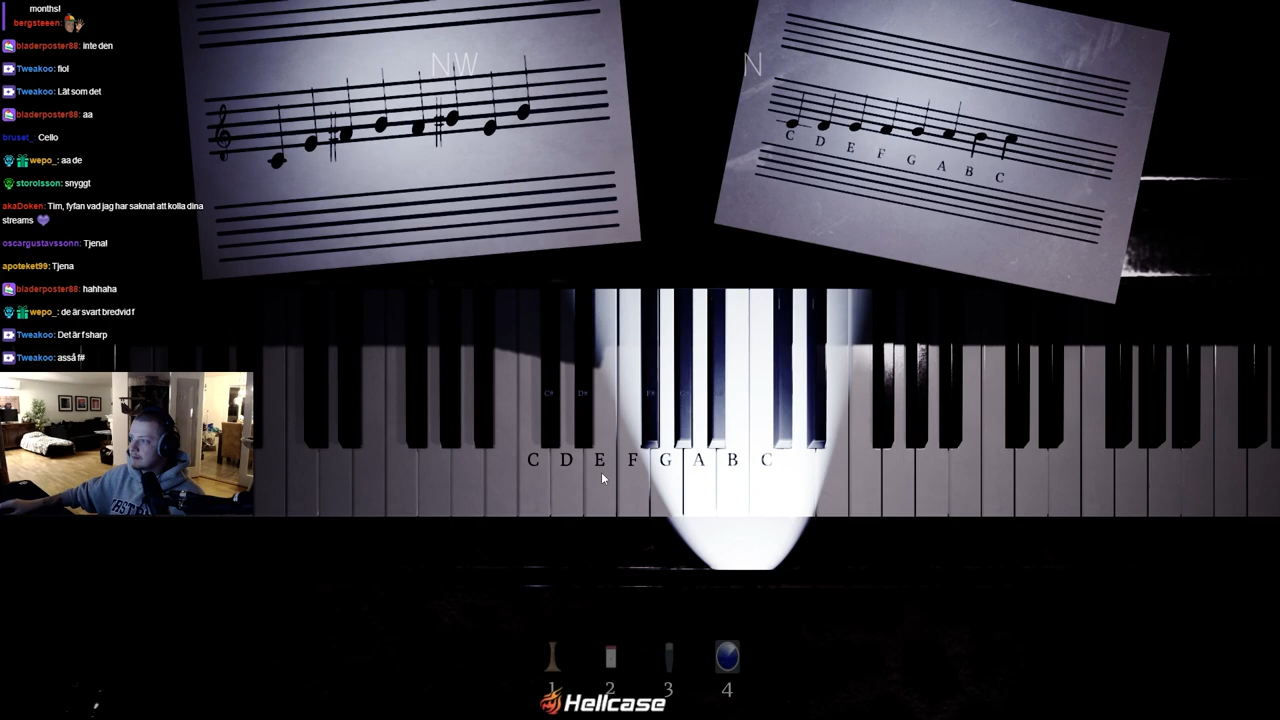 months!
bergsteeen:
bladerposter88: inte den
Tweakoo: fiol
Tweakoo: Låt som det
bladerposter88: aa
bruset_: Cello
wepo_: aa de
storolsson: snyggt
akaDoken: Tim, fyfan vad jag har saknat att kolla dina
streams
oscargustavssonn: Tjena!
apoteket99: Tjena
bladerposter88: hahhaha
wepo_: de är svart bredvid f
Tweakoo: Det är f sharp
Tweakoo: asså f#
NW
N
C D E F G A B C
C# D# F#
C D E F G A B C
1 2 3 4
Hellcase